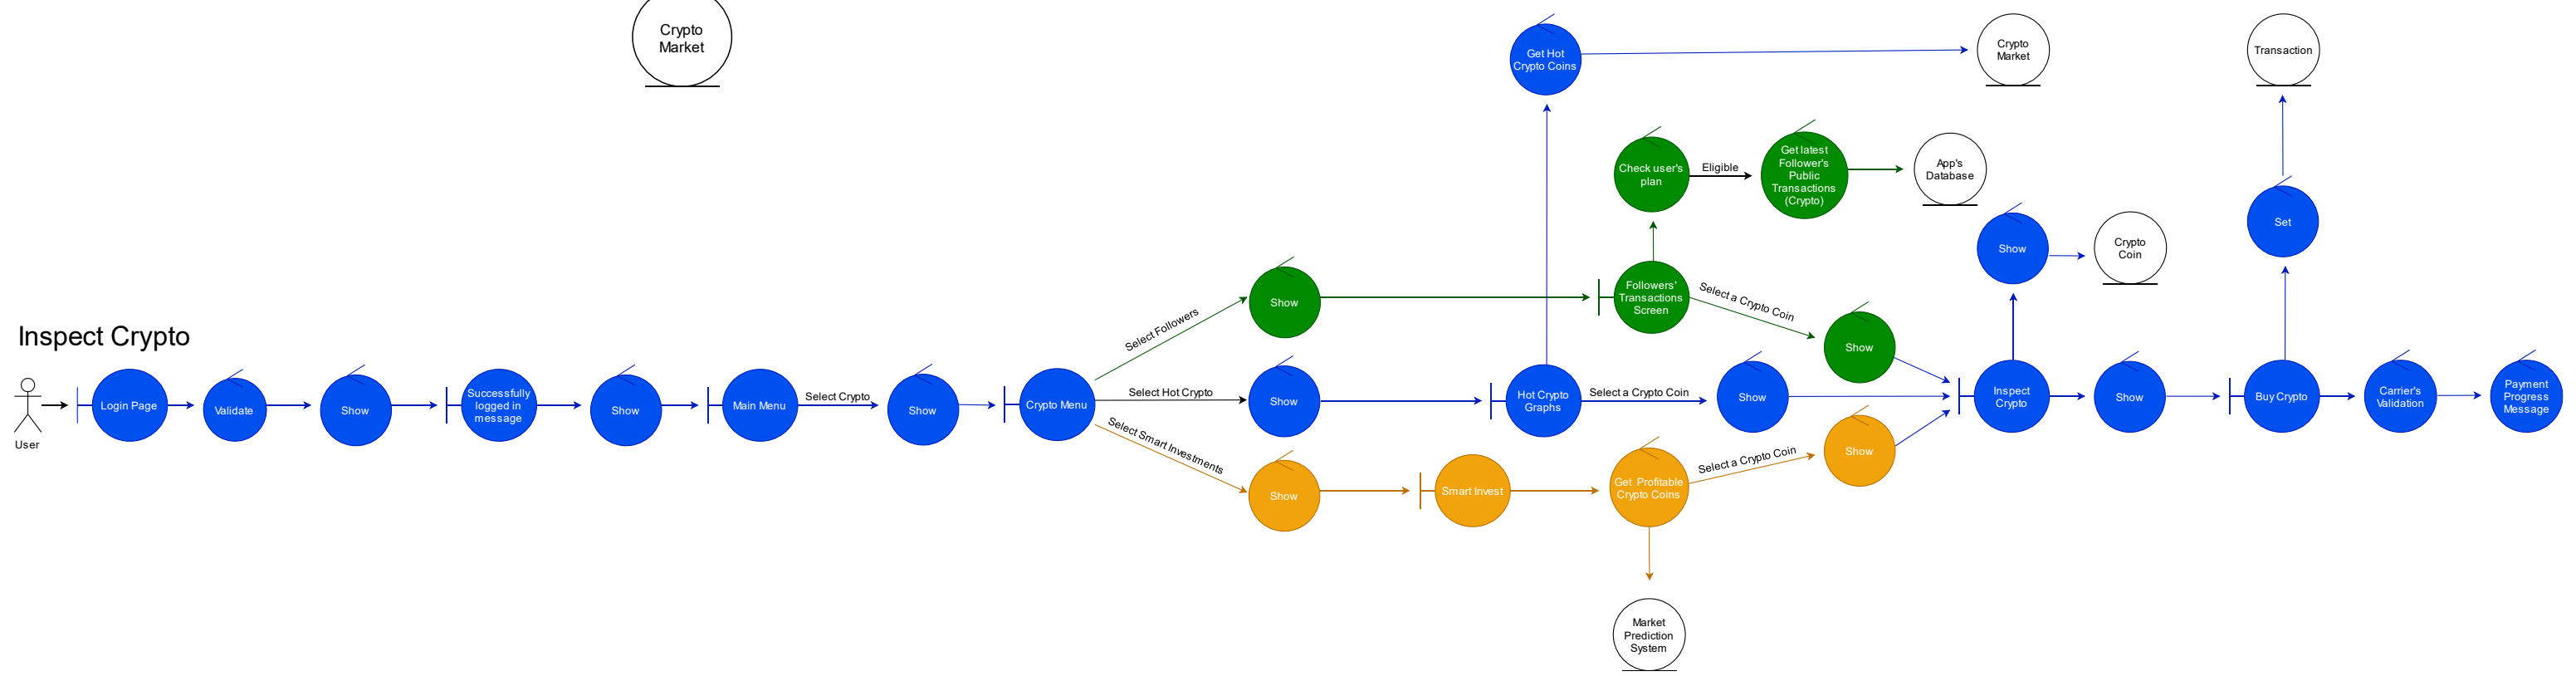 Crypto
Market
Get Hot
Crypto Coins
Crypto
Market
Transaction
Check user's
plan
Eligible
Get latest
Follower's
Public
Transactions
(Crypto)
App's
Database
Set
Show
Crypto
Coin
Inspect Crypto
Select Followers
Show
Followers'
Transactions
Screen
Select a Crypto Coin
Show
User
Login Page
Validate
Show
Successfully
logged in
message
Show
Main Menu
Select Crypto
Show
Crypto Menu
Select Hot Crypto
Show
Hot Crypto
Graphs
Select a Crypto Coin
Show
Inspect
Crypto
Show
Buy Crypto
Carrier's
Validation
Payment
Progress
Message
Select Smart Investments
Show
Smart Invest
Get Profitable
Crypto Coins
Select a Crypto Coin
Show
Market
Prediction
System